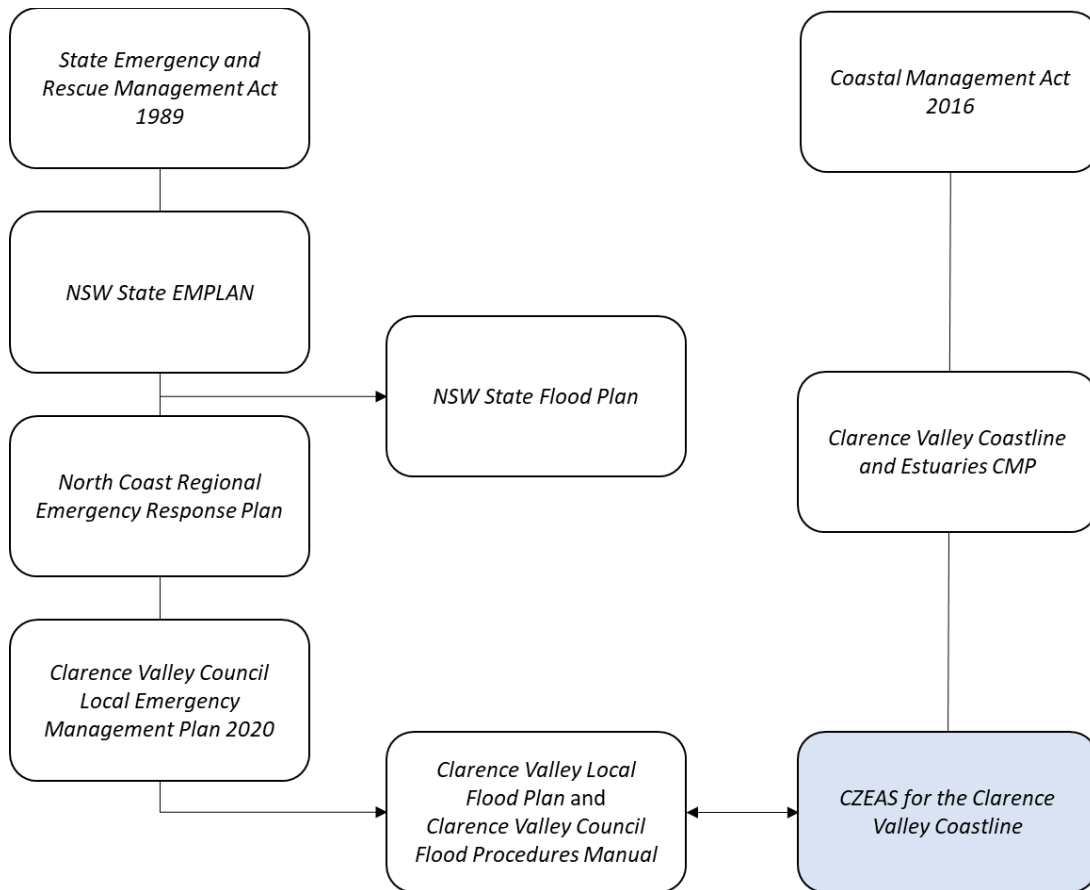 State Emergency and
Rescue Management Act
1989
Coastal Management Act
2016
NSW State EMPLAN
NSW State Flood Plan
Clarence Valley Coastline
and Estuaries CMP
North Coast Regional
Emergency Response Plan
Clarence Valley Council
Local Emergency
Management Plan 2020
Clarence Valley Local
Flood Plan and
Clarence Valley Council
Flood Procedures Manual
CZEAS for the Clarence
Valley Coastline